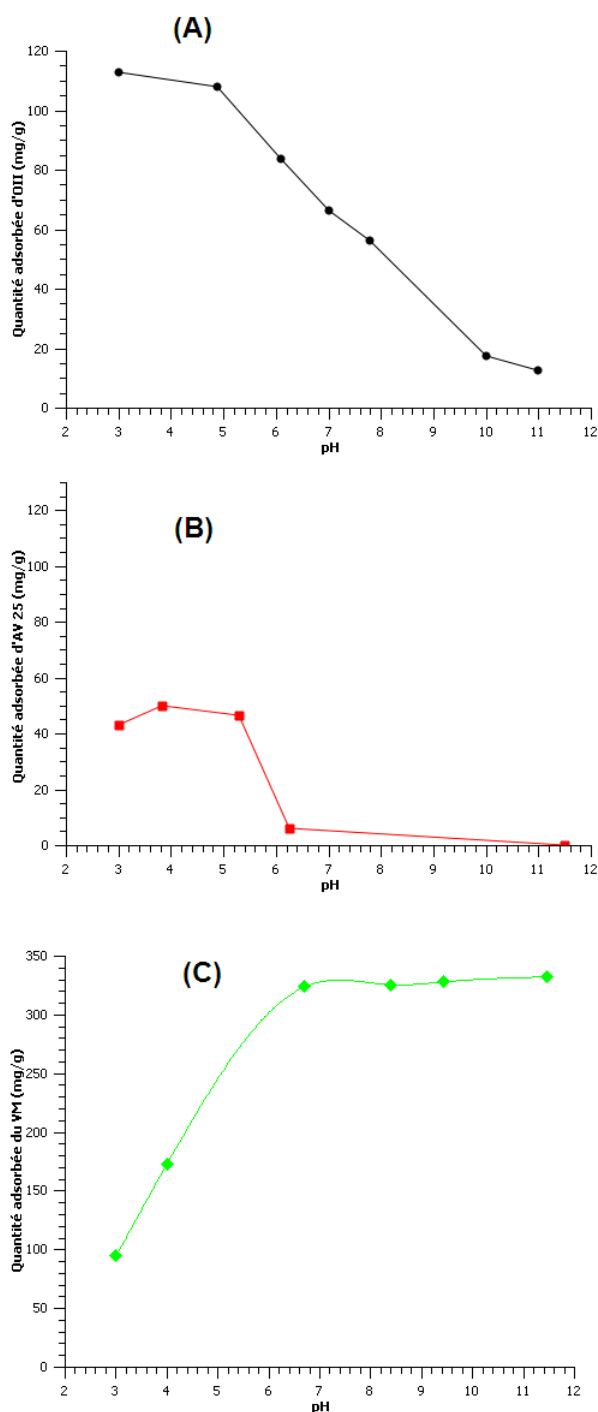 (A)
Quantité adsorbée d'OII (mg/g)
120
100
80
60
40
20
0
2 3 4 5 6 7 8 9 10 11 12
pH
(B)
Quantité adsorbée d'AV 25 (mg/g)
120
100
80
60
40
20
0
2 3 4 5 6 7 8 9 10 11 12
pH
(C)
Quantité adsorbée du VM (mg/g)
350
300
250
200
150
100
50
0
2 3 4 5 6 7 8 9 10 11 12
pH